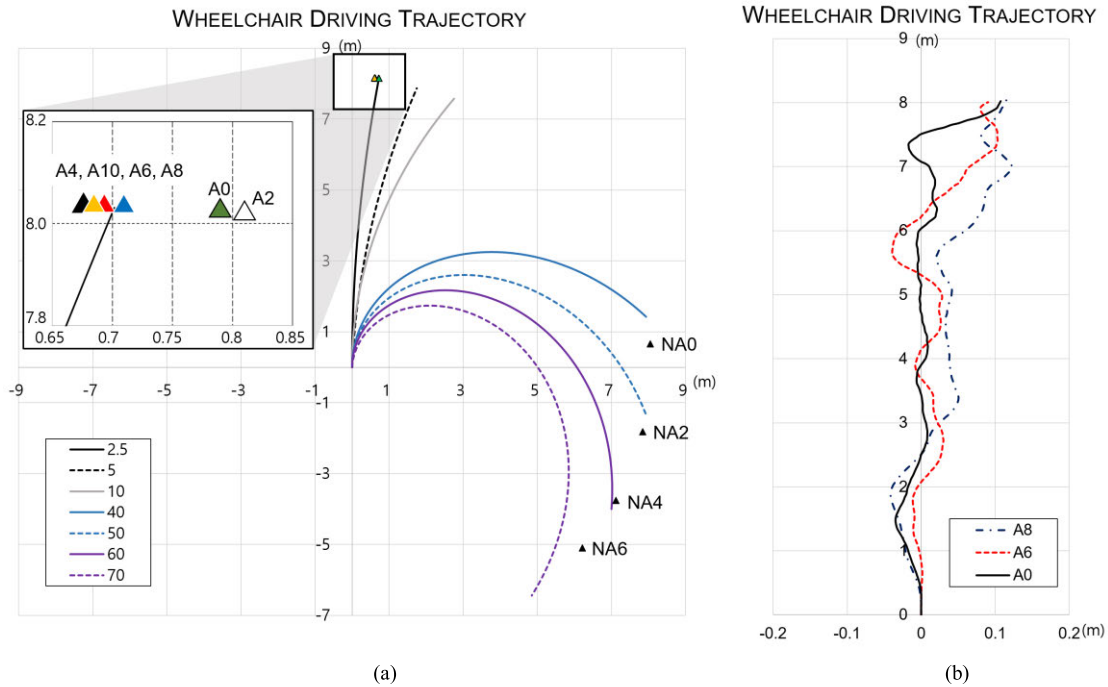 WHEELCHAIR DRIVING TRAJECTORY
9 (m)
7
5
3
1
-1
-3
-5
-7
-9 -7 -5 -3 -1 1 3 5 7 9 (m)
8.2
8.0
7.8
0.65 0.7 0.75 0.8 0.85
A4, A10, A6, A8
A0
A2
NA0
NA2
NA4
NA6
2.5
5
10
40
50
60
70
(a)
WHEELCHAIR DRIVING TRAJECTORY
(m)
9
8
7
6
5
4
3
2
1
0
-0.2 -0.1 0 0.1 0.2 (m)
A8
A6
A0
(b)